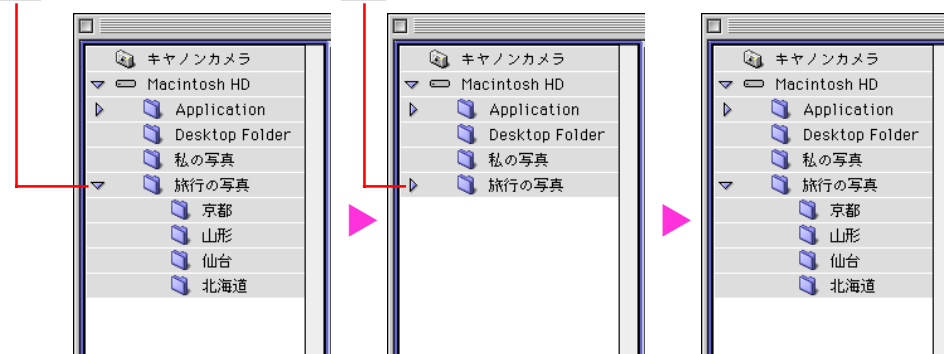 キヤノンカメラ
Macintosh HD
Application
Desktop Folder
私の写真
旅行の写真
京都
山形
仙台
北海道
キヤノンカメラ
Macintosh HD
Application
Desktop Folder
私の写真
旅行の写真
キヤノンカメラ
Macintosh HD
Application
Desktop Folder
私の写真
旅行の写真
京都
山形
仙台
北海道